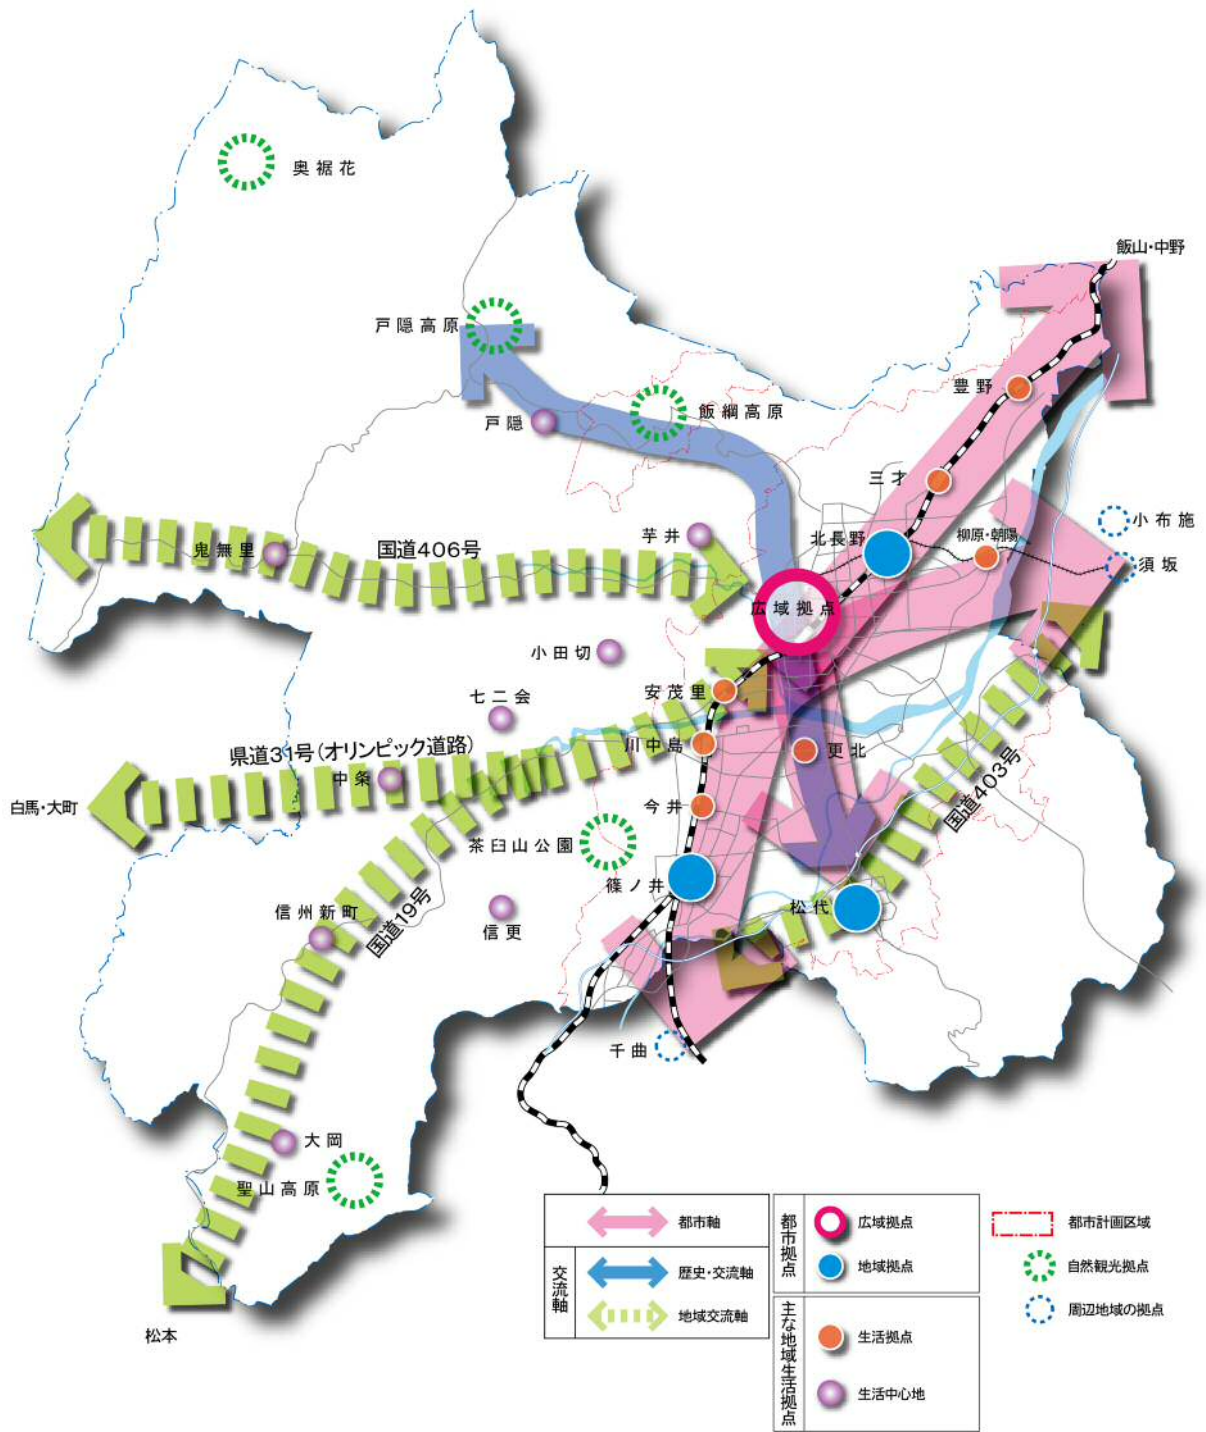 奥裾花
飯山・中野
戸隠高原
豊野
飯綱高原
戸隠
三才
小布施
芋井
北長野
柳原・朝陽
国道406号
鬼無里
須坂
広域拠点
小田切
安茂里
七二会
川中島
更北
県道31号(オリンピック道路)
中条
国道403号
白馬・大町
今井
茶臼山公園
篠ノ井
松代
信州新町
国道19号
信更
千曲
大岡
聖山高原
松本
都市軸
交流軸
歴史・交流軸
地域交流軸
都市拠点
広域拠点
地域拠点
主な地域生活拠点
生活拠点
生活中心地
都市計画区域
自然観光拠点
周辺地域の拠点